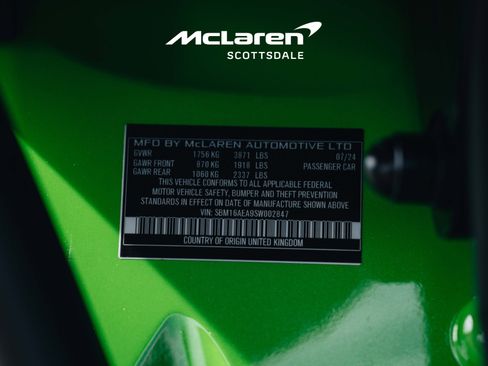 McLaren
SCOTTSDALE
MFD BY McLAREN AUTOMOTIVE LTD
GVWR 1756 KG 3871 LBS 07/24
GAWR FRONT 870 KG 1918 LBS PASSENGER CAR
GAWR REAR 1060 KG 2337 LBS
THIS VEHICLE CONFORMS TO ALL APPLICABLE FEDERAL
MOTOR VEHICLE SAFETY, BUMPER AND THEFT PREVENTION
STANDARDS IN EFFECT ON DATE OF MANUFACTURE SHOWN ABOVE
VIN: SBM16AEA9SW002847
COUNTRY OF ORIGIN UNITED KINGDOM